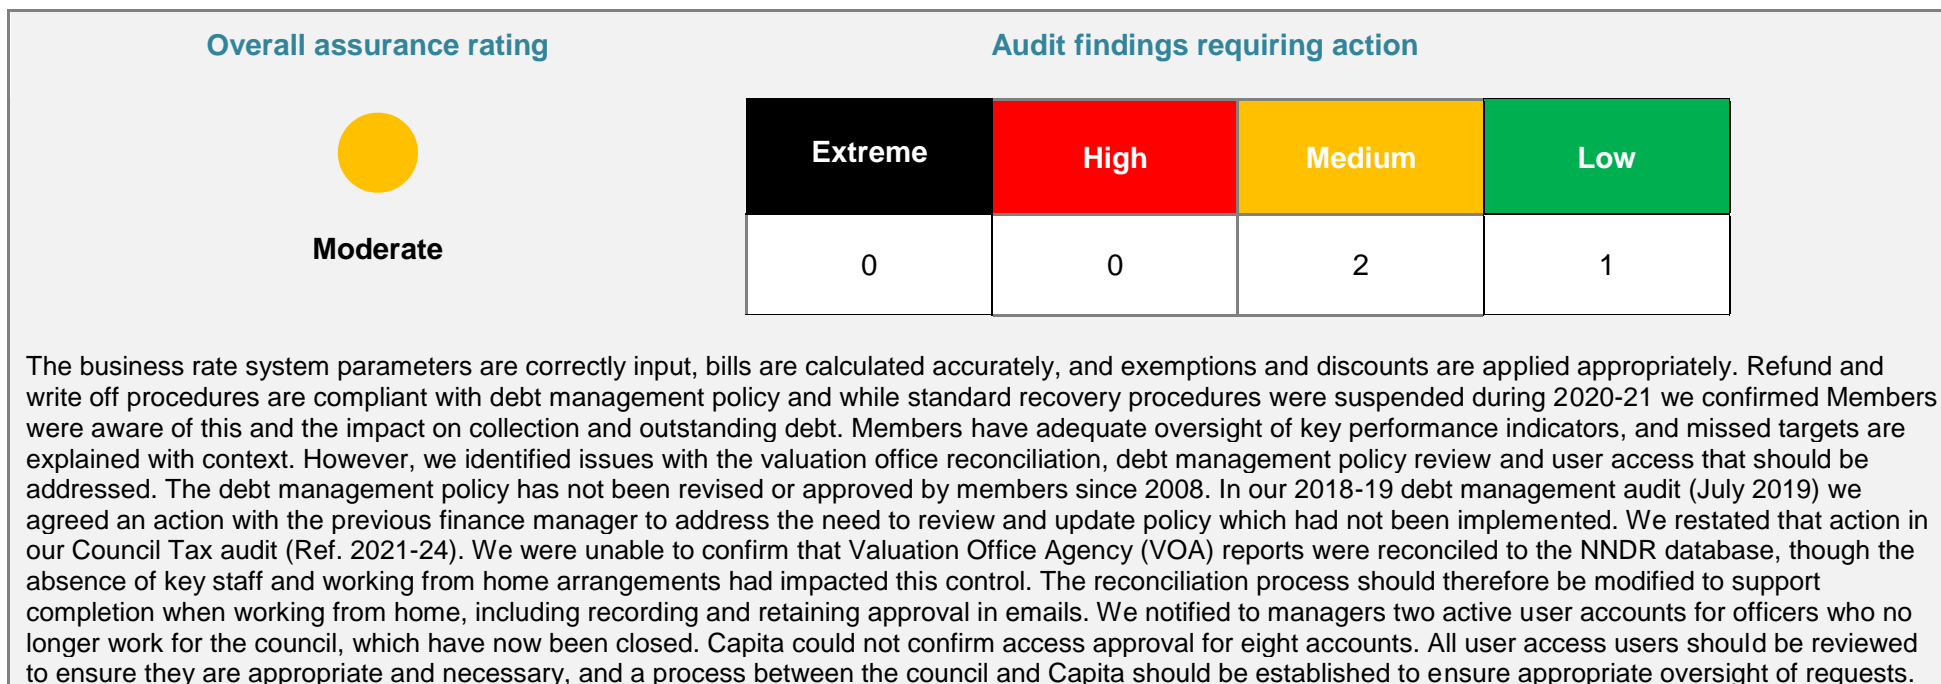 Overall assurance rating
Audit findings requiring action
Extreme
High
Medium
Low
Moderate
0
0
2
1
The business rate system parameters are correctly input, bills are calculated accurately, and exemptions and discounts are applied appropriately. Refund and
write off procedures are compliant with debt management policy and while standard recovery procedures were suspended during 2020-21 we confirmed Members
were aware of this and the impact on collection and outstanding debt. Members have adequate oversight of key performance indicators, and missed targets are
explained with context. However, we identified issues with the valuation office reconciliation, debt management policy review and user access that should be
addressed. The debt management policy has not been revised or approved by members since 2008. In our 2018-19 debt management audit (July 2019) we
agreed an action with the previous finance manager to address the need to review and update policy which had not been implemented. We restated that action in
our Council Tax audit (Ref. 2021-24). We were unable to confirm that Valuation Office Agency (VOA) reports were reconciled to the NNDR database, though the
absence of key staff and working from home arrangements had impacted this control. The reconciliation process should therefore be modified to support
completion when working from home, including recording and retaining approval in emails. We notified to managers two active user accounts for officers who no
longer work for the council, which have now been closed. Capita could not confirm access approval for eight accounts. All user access users should be reviewed
to ensure they are appropriate and necessary, and a process between the council and Capita should be established to ensure appropriate oversight of requests.